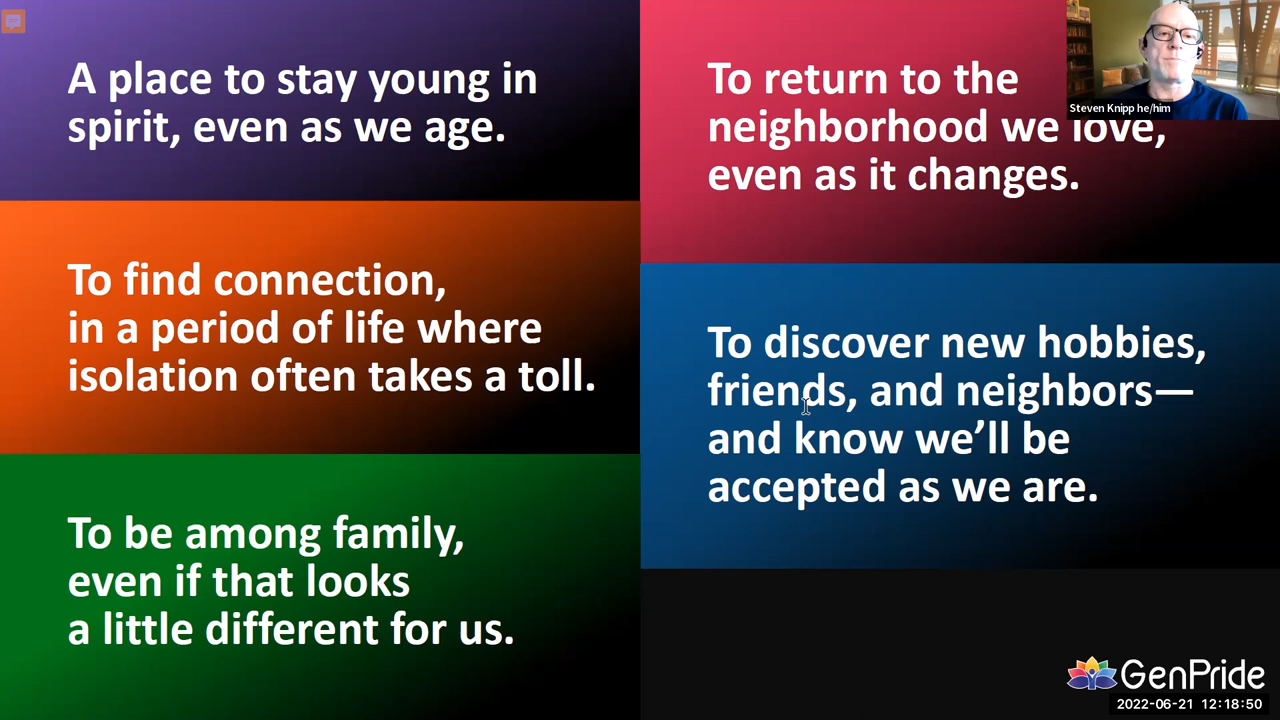 A place to stay young in
spirit, even as we age.
To find connection,
in a period of life where
isolation often takes a toll.
To be among family,
even if that looks
a little different for us.
To return to the
neighborhood we love,
even as it changes.
To discover new hobbies,
friends, and neighbors—
and know we’ll be
accepted as we are.
Steven Knipp he/him
GenPride
2022-06-21 12:18:50